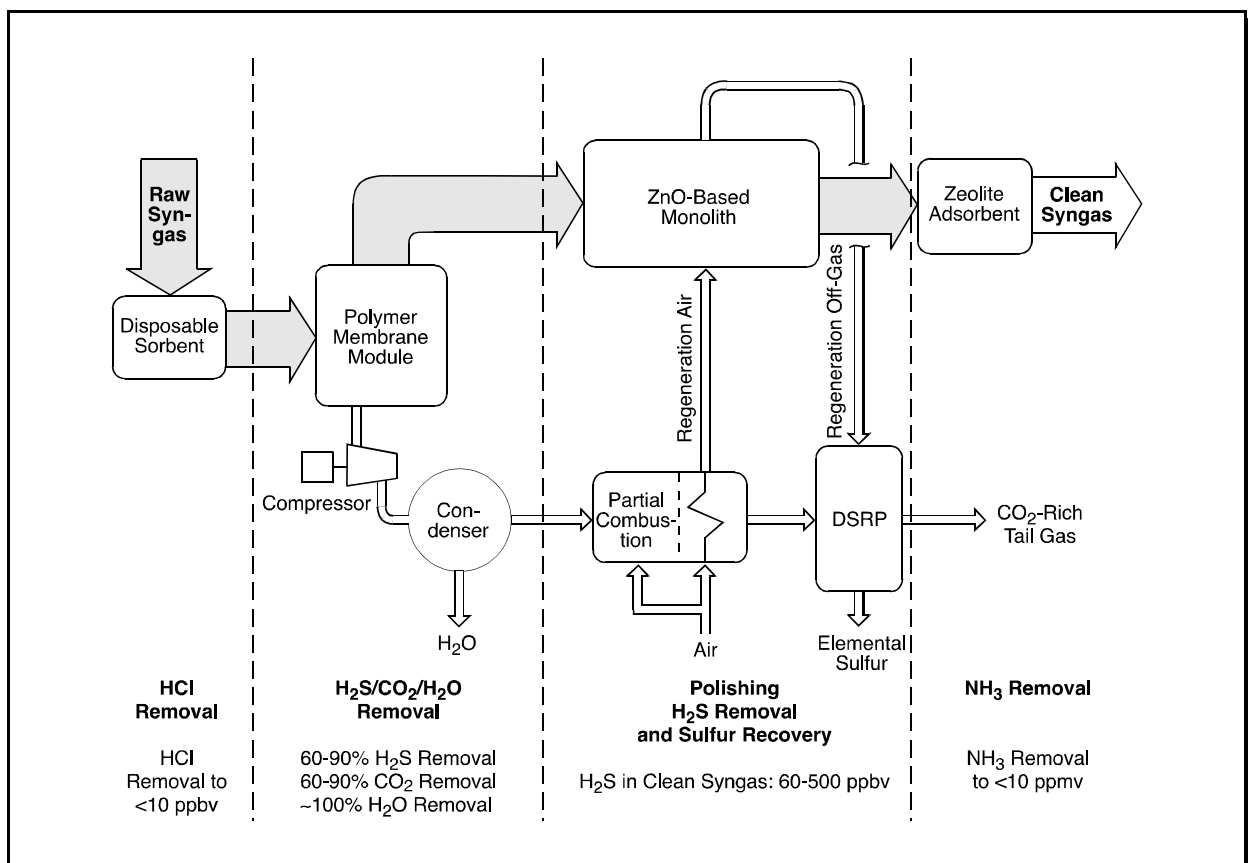 Raw
Syn-
gas
Disposable
Sorbent
Polymer
Membrane
Module
Compressor
Con-
denser
H₂O
ZnO-Based
Monolith
Regeneration Air
Regeneration Off-Gas
Partial
Combus-
tion
Air
DSRP
Elemental
Sulfur
CO₂-Rich
Tail Gas
Zeolite
Adsorbent
Clean
Syngas
HCl
Removal
HCl
Removal to
<10 ppbv
H₂S/CO₂/H₂O
Removal
60-90% H₂S Removal
60-90% CO₂ Removal
~100% H₂O Removal
Polishing
H₂S Removal
and Sulfur Recovery
H₂S in Clean Syngas: 60-500 ppbv
NH₃ Removal
NH₃ Removal
to <10 ppmv